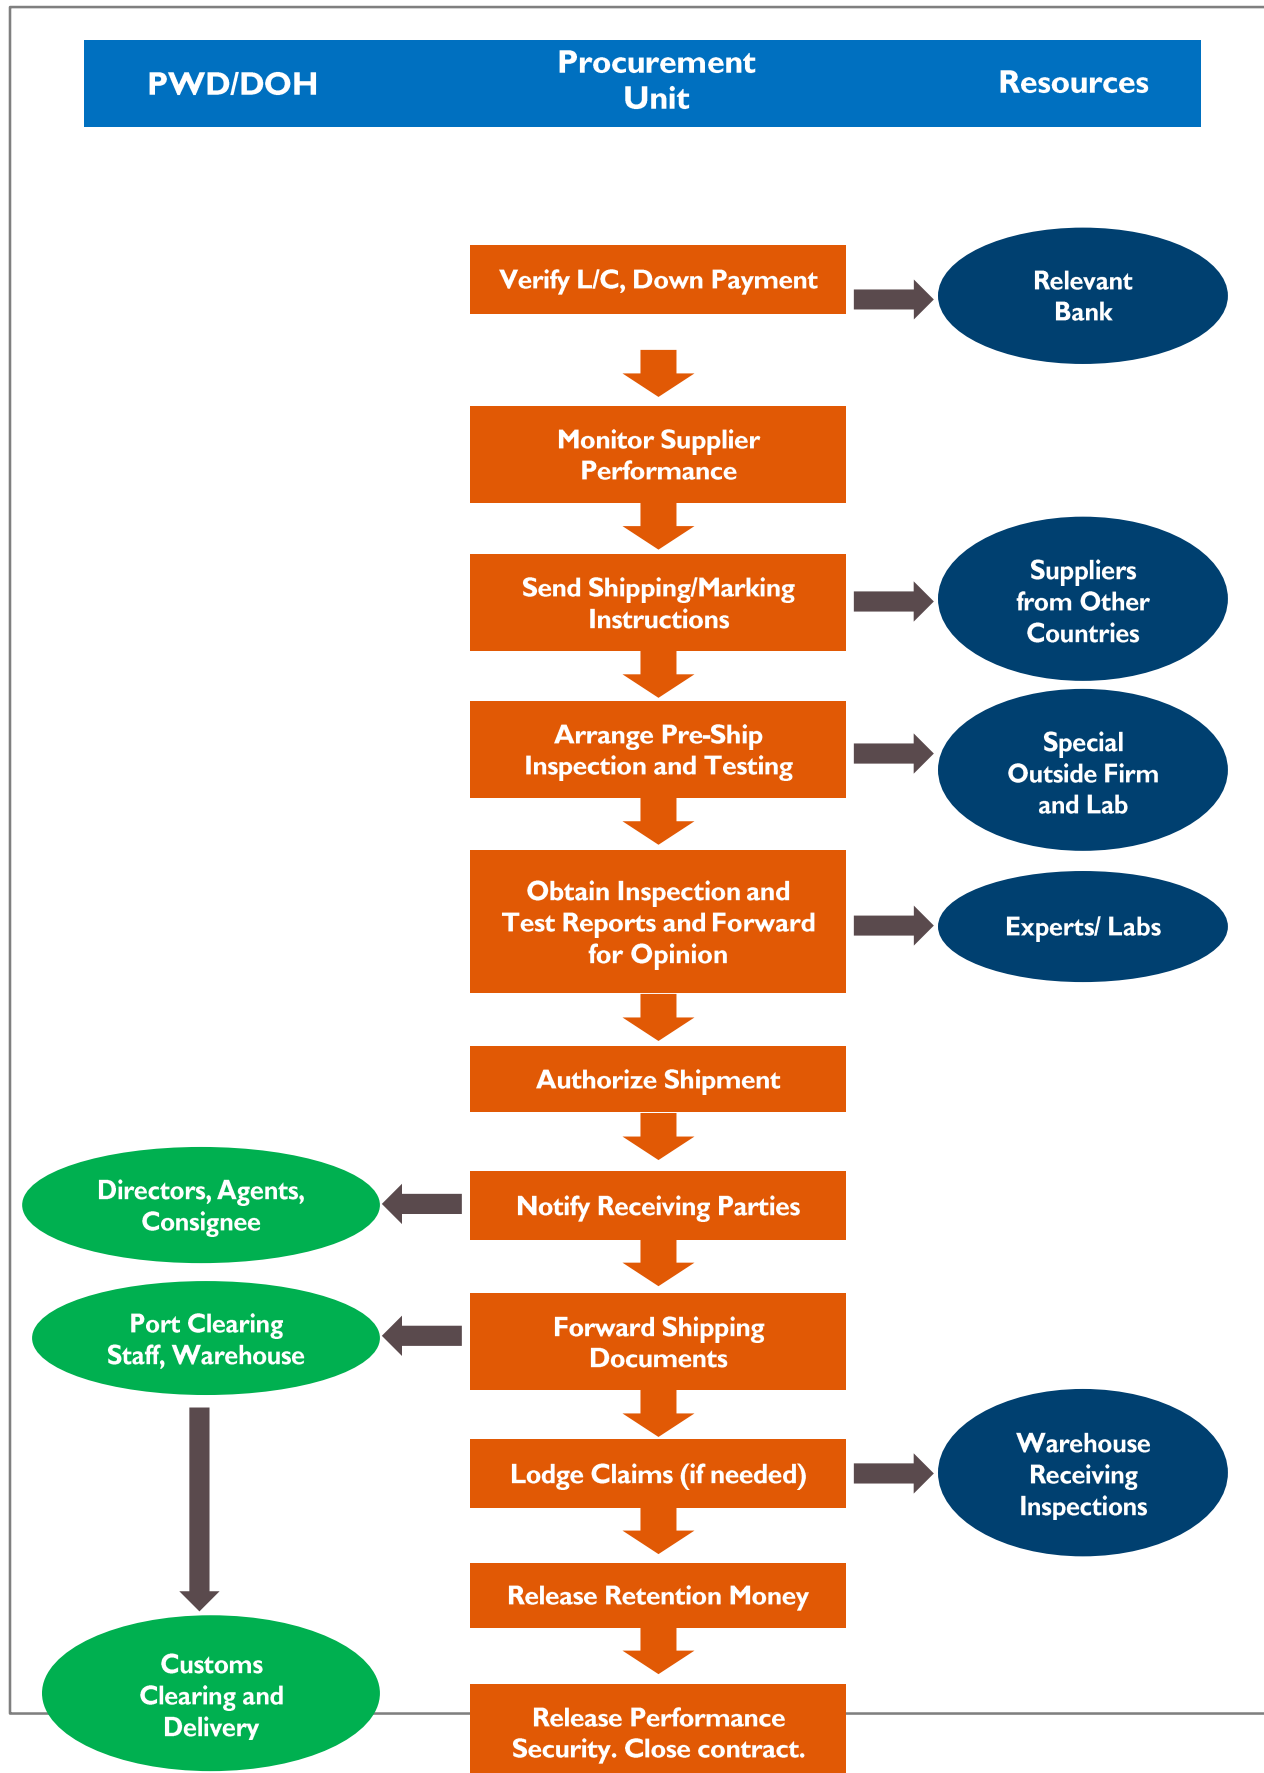 PWD/DOH
Procurement
Unit
Resources
Verify L/C, Down Payment
Relevant
Bank
Monitor Supplier
Performance
Send Shipping/Marking
Instructions
Suppliers
from Other
Countries
Arrange Pre-Ship
Inspection and Testing
Special
Outside Firm
and Lab
Obtain Inspection and
Test Reports and Forward
for Opinion
Experts/ Labs
Authorize Shipment
Directors, Agents,
Consignee
Notify Receiving Parties
Port Clearing
Staff, Warehouse
Forward Shipping
Documents
Lodge Claims (if needed)
Warehouse
Receiving
Inspections
Release Retention Money
Customs
Clearing and
Delivery
Release Performance
Security. Close contract.